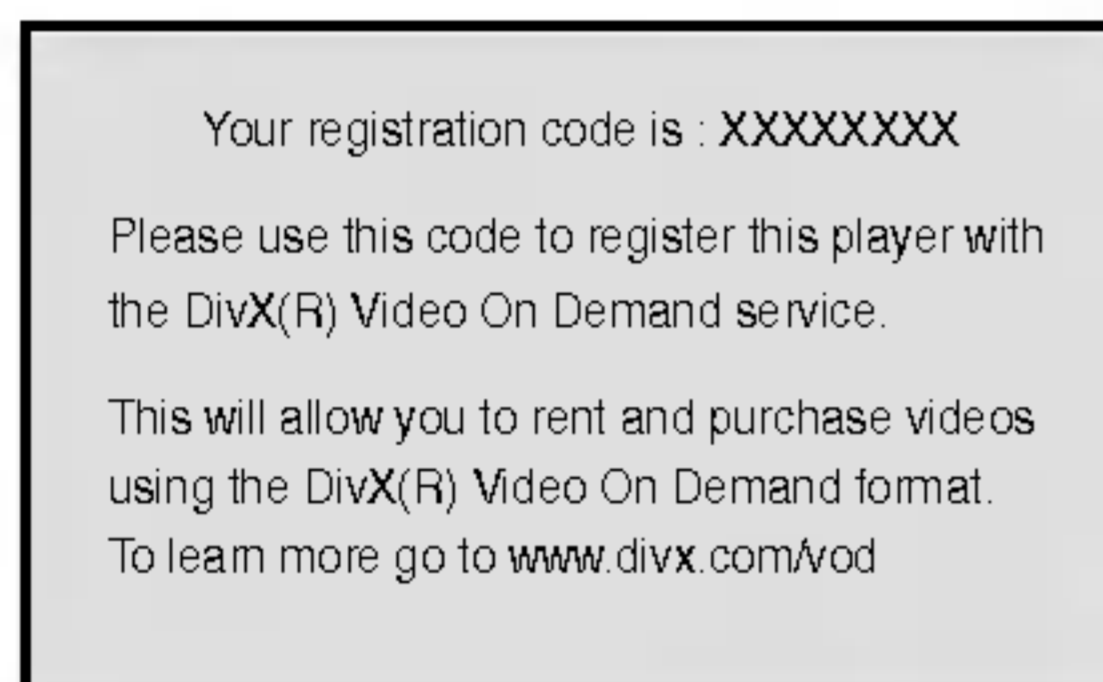 Your registration code is : XXXXXXXX
Please use this code to register this player with
the DivX(R) Video On Demand service.
This will allow you to rent and purchase videos
using the DivX(R) Video On Demand format.
To learn more go to www.divx.com/vod